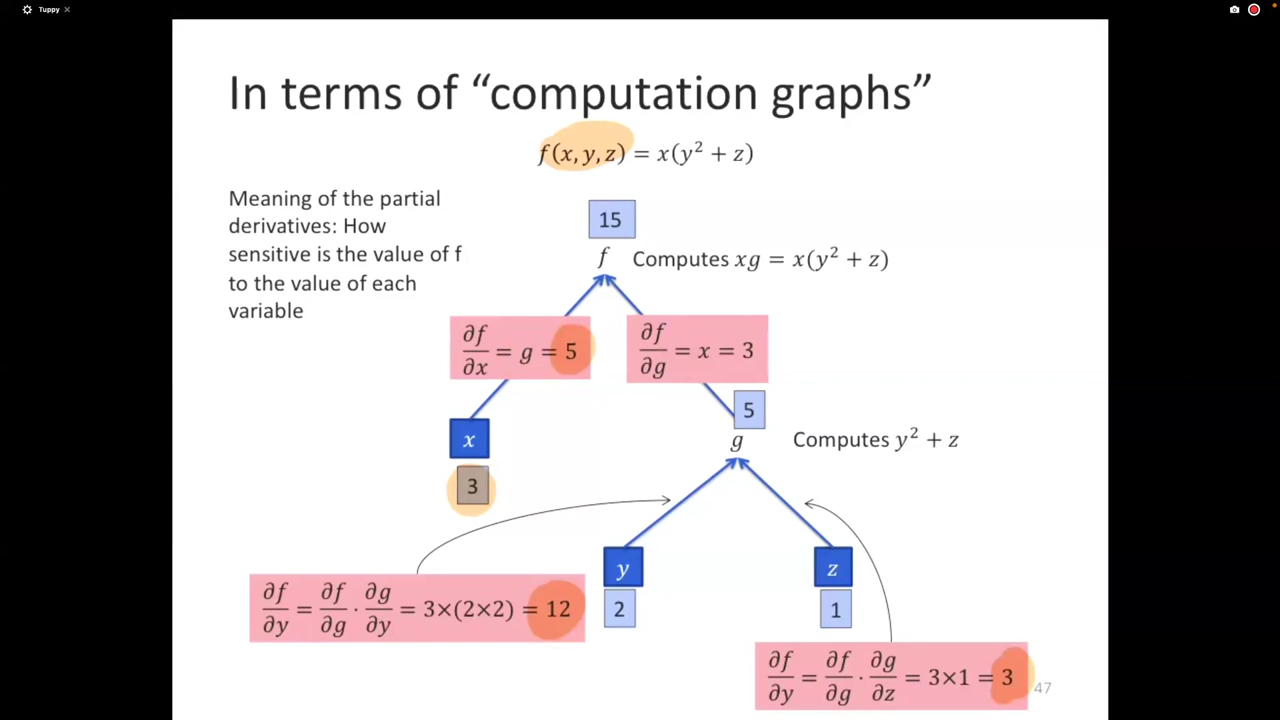 Tuppy ×
In terms of “computation graphs”
f(x, y, z) = x(y² + z)
Meaning of the partial
derivatives: How
sensitive is the value of f
to the value of each
variable
15
f Computes xg = x(y² + z)
∂f/∂x = g = 5
∂f/∂g = x = 3
5
x
g Computes y² + z
3
y
z
2
1
∂f/∂y = ∂f/∂g · ∂g/∂y = 3×(2×2) = 12
∂f/∂y = ∂f/∂g · ∂g/∂z = 3×1 = 3
47